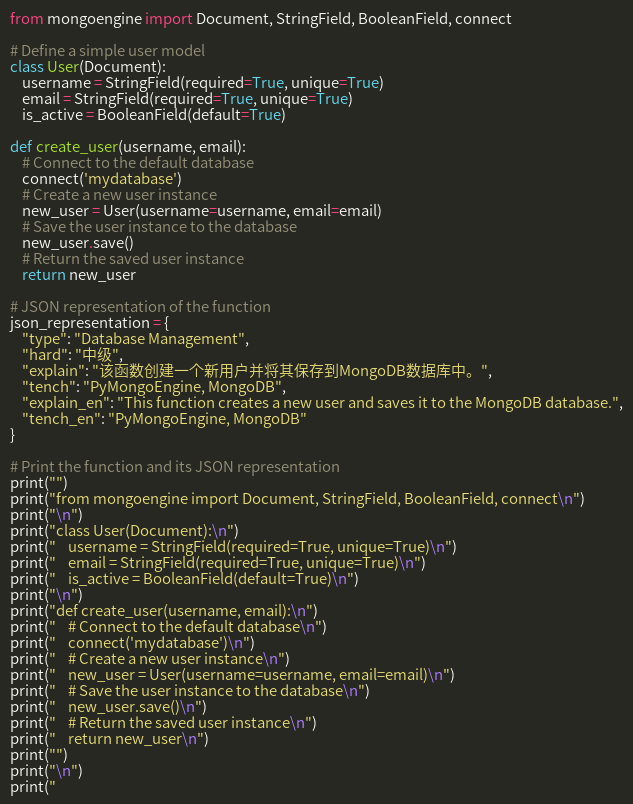 from mongoengine import Document, StringField, BooleanField, connect

# Define a simple user model
class User(Document):
    username = StringField(required=True, unique=True)
    email = StringField(required=True, unique=True)
    is_active = BooleanField(default=True)

def create_user(username, email):
    # Connect to the default database
    connect('mydatabase')
    # Create a new user instance
    new_user = User(username=username, email=email)
    # Save the user instance to the database
    new_user.save()
    # Return the saved user instance
    return new_user

# JSON representation of the function
json_representation = {
    "type": "Database Management",
    "hard": "中级",
    "explain": "该函数创建一个新用户并将其保存到MongoDB数据库中。",
    "tench": "PyMongoEngine, MongoDB",
    "explain_en": "This function creates a new user and saves it to the MongoDB database.",
    "tench_en": "PyMongoEngine, MongoDB"
}

# Print the function and its JSON representation
print("")
print("from mongoengine import Document, StringField, BooleanField, connect\n")
print("\n")
print("class User(Document):\n")
print("    username = StringField(required=True, unique=True)\n")
print("    email = StringField(required=True, unique=True)\n")
print("    is_active = BooleanField(default=True)\n")
print("\n")
print("def create_user(username, email):\n")
print("    # Connect to the default database\n")
print("    connect('mydatabase')\n")
print("    # Create a new user instance\n")
print("    new_user = User(username=username, email=email)\n")
print("    # Save the user instance to the database\n")
print("    new_user.save()\n")
print("    # Return the saved user instance\n")
print("    return new_user\n")
print("")
print("\n")
print("